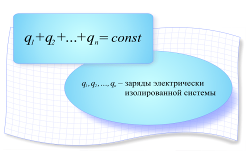 q₁+q₂+...+qₙ= const
q₁, q₂,..., qₙ – заряды электрически
изолированной системы